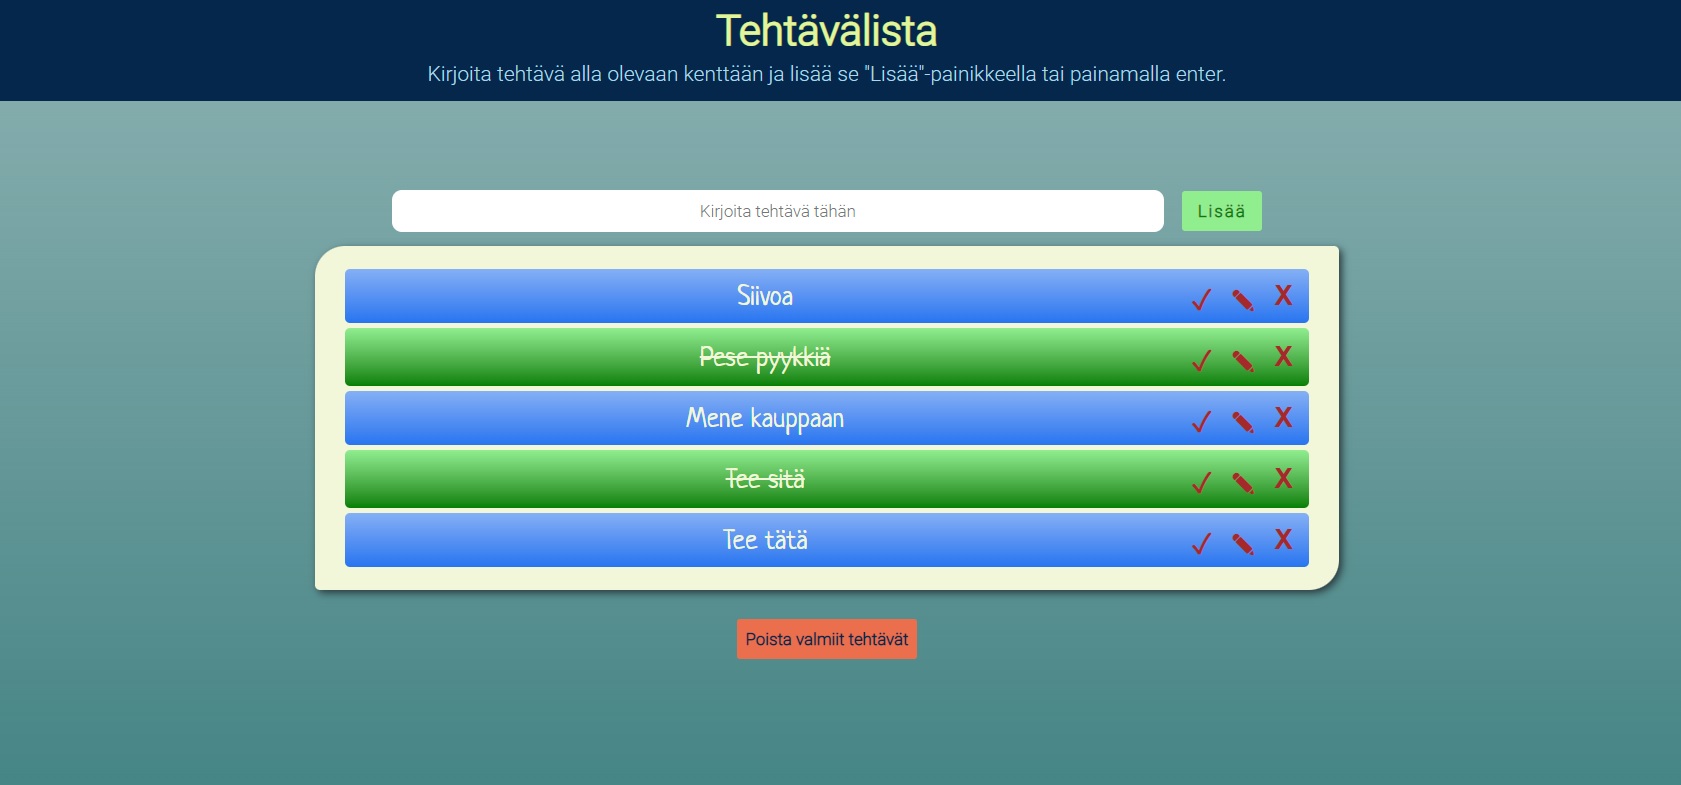 Tehtävälista
Kirjoita tehtävä alla olevaan kenttään ja lisää se "Lisää"-painikkeella tai painamalla enter.
Kirjoita tehtävä tähän
Lisää
Siivoa
Pese pyykkiä
Mene kauppaan
Tee sitä
Tee tätä
Poista valmiit tehtävät